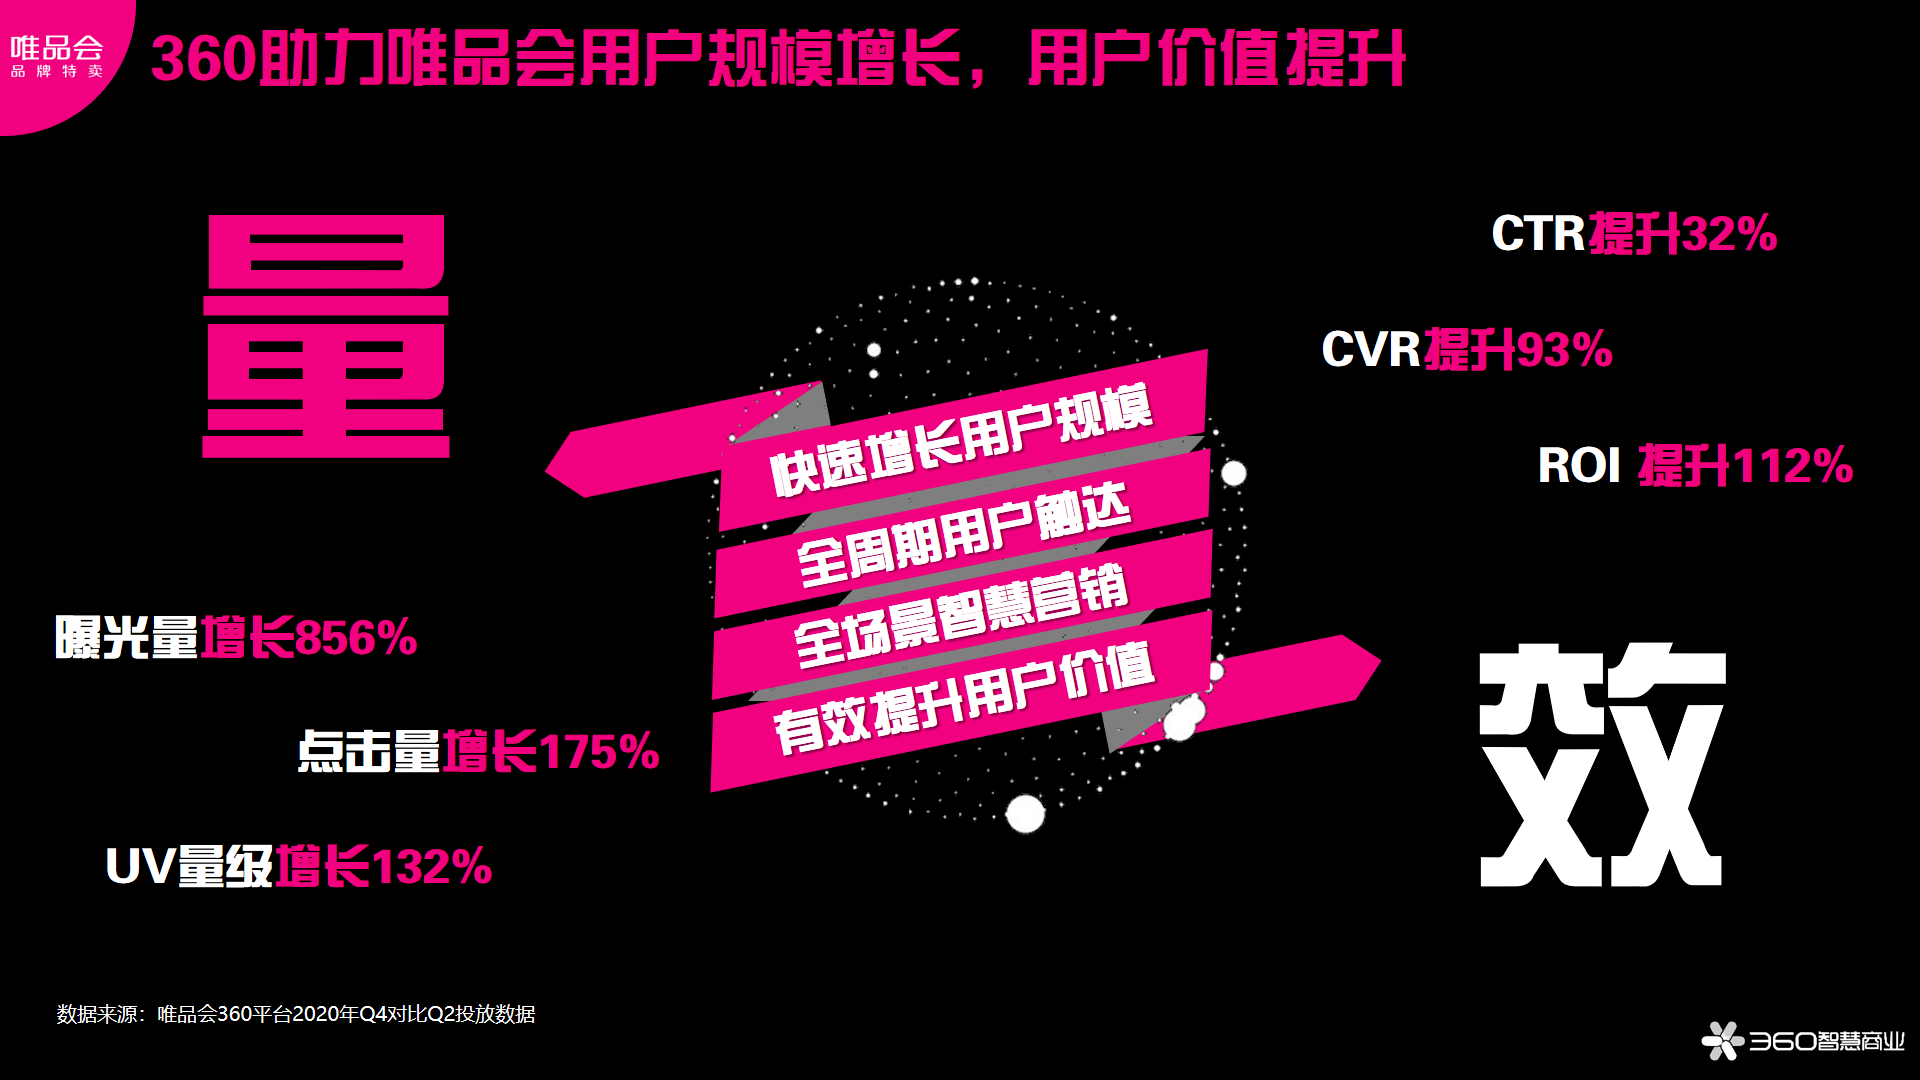 唯品会
品牌特卖
360助力唯品会用户规模增长，用户价值提升
量
曝光量增长856%
点击量增长175%
UV量级增长132%
快速增长用户规模
全周期用户触达
全场景智慧营销
有效提升用户价值
CTR提升32%
CVR提升93%
ROI 提升112%
效
数据来源：唯品会360平台2020年Q4对比Q2投放数据
360智慧商业